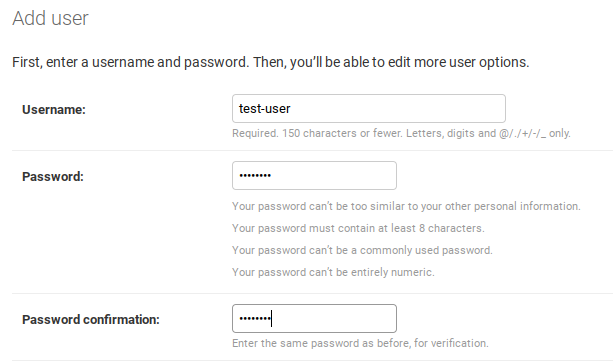 Add user
First, enter a username and password. Then, you’ll be able to edit more user options.
Username:
test-user
Required. 150 characters or fewer. Letters, digits and @/./+/-/_ only.
Password:
••••••••
Your password can’t be too similar to your other personal information.
Your password must contain at least 8 characters.
Your password can’t be a commonly used password.
Your password can’t be entirely numeric.
Password confirmation:
••••••••
Enter the same password as before, for verification.